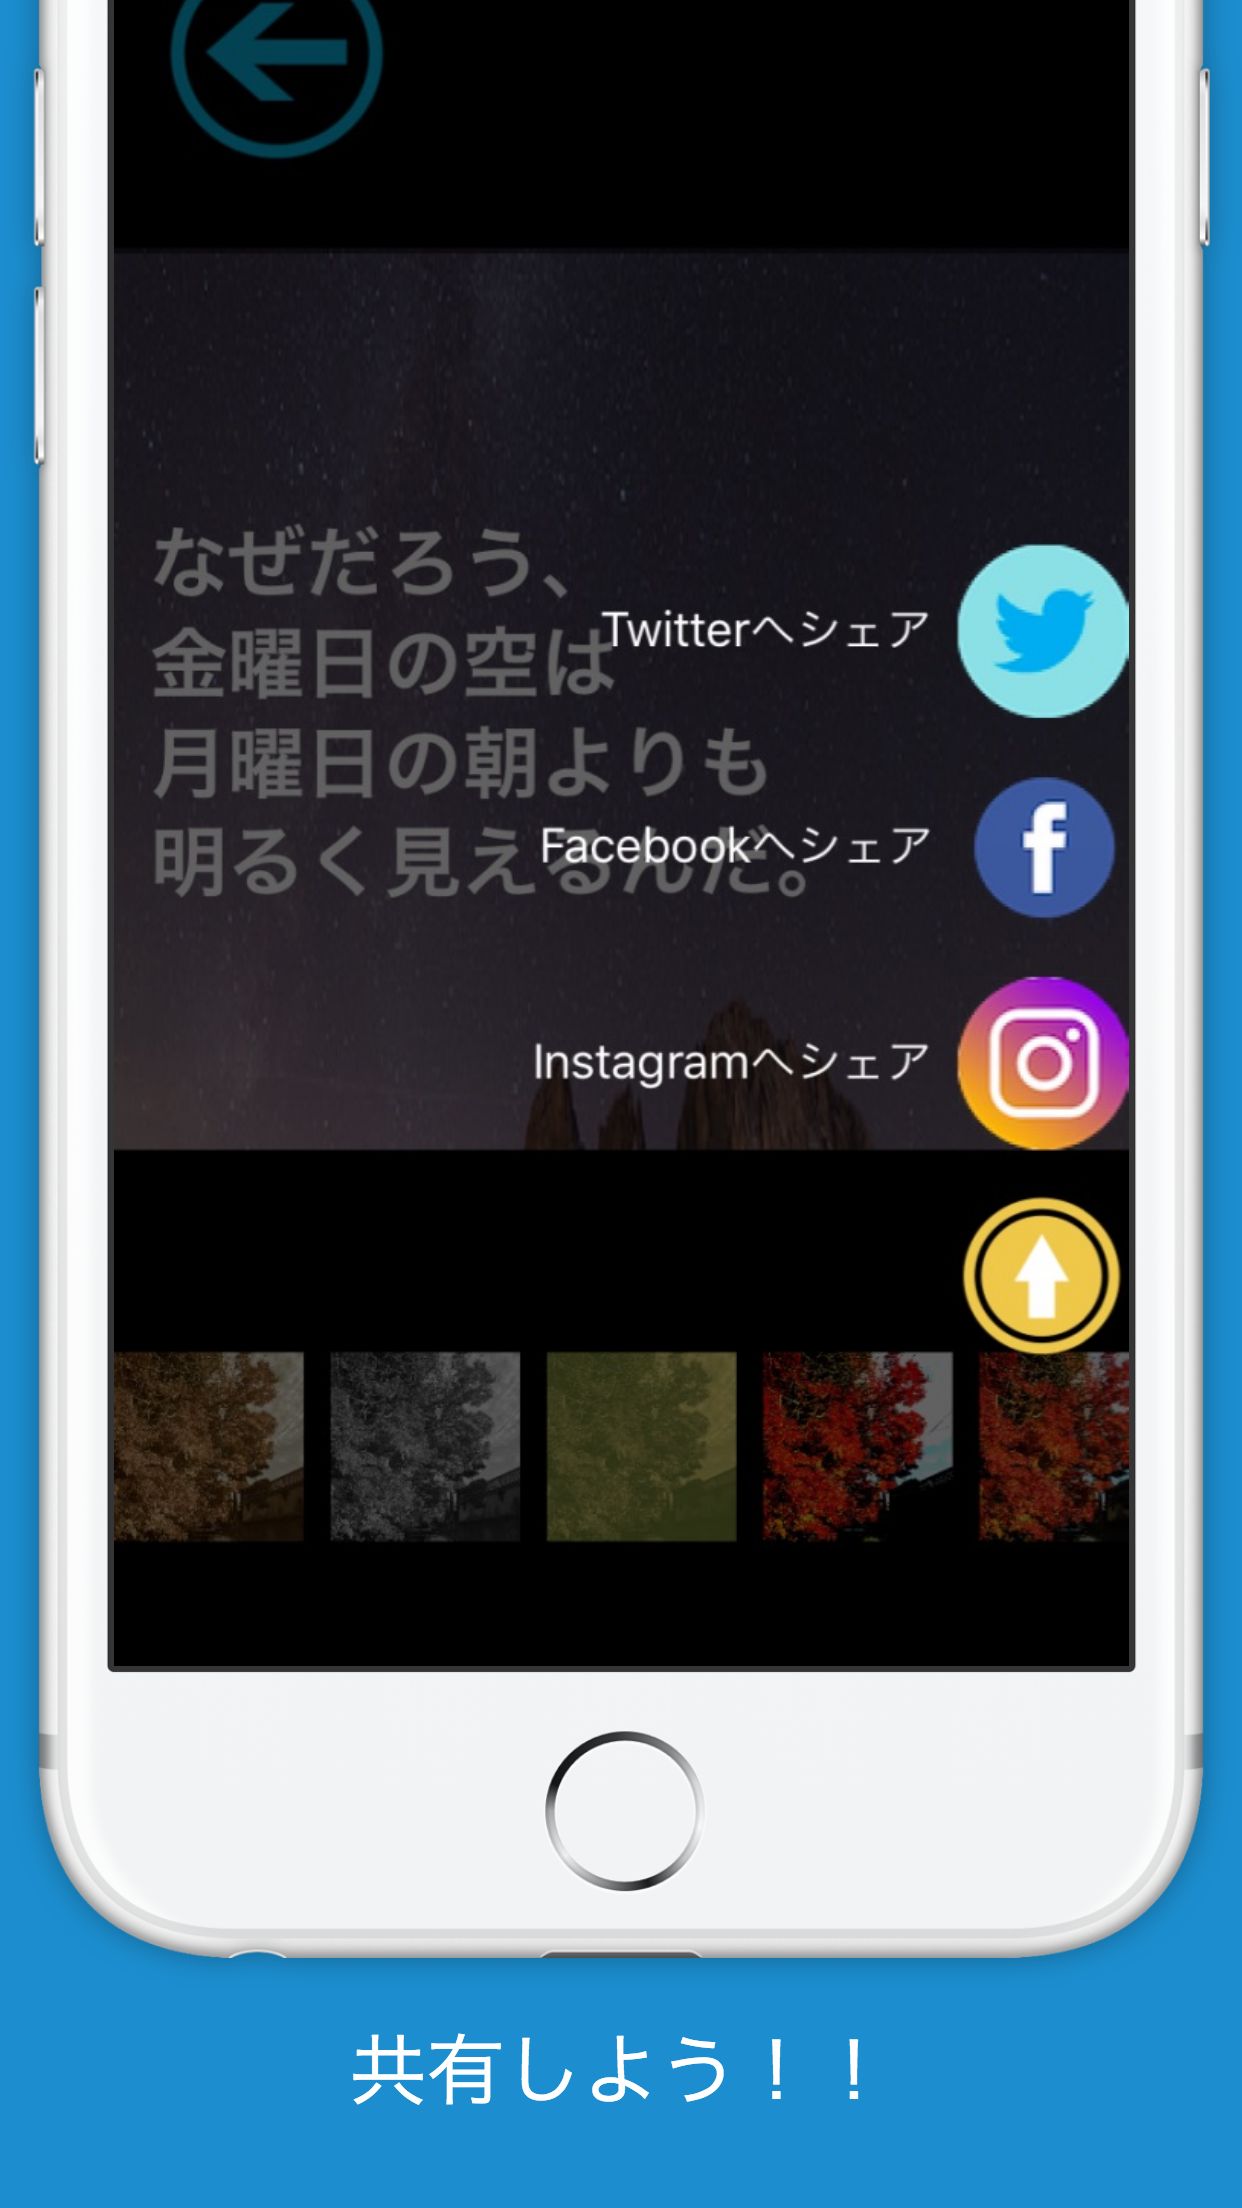 なぜだろう、
金曜日の空は
月曜日の朝よりも
明るく見えるんだ。
Twitterへシェア
Facebookへシェア
Instagramへシェア
共有しよう！！